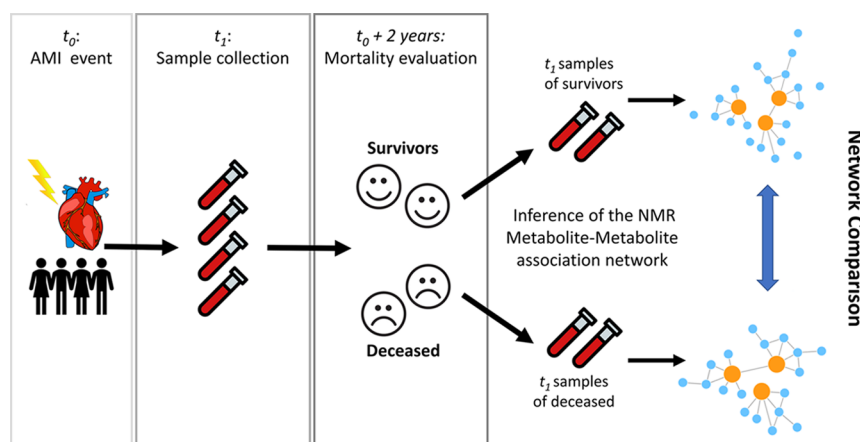 t₀:
AMI event
t₁:
Sample collection
t₀ + 2 years:
Mortality evaluation
Survivors
Deceased
t₁ samples
of survivors
Inference of the NMR
Metabolite-Metabolite
association network
t₁ samples
of deceased
Network Comparison